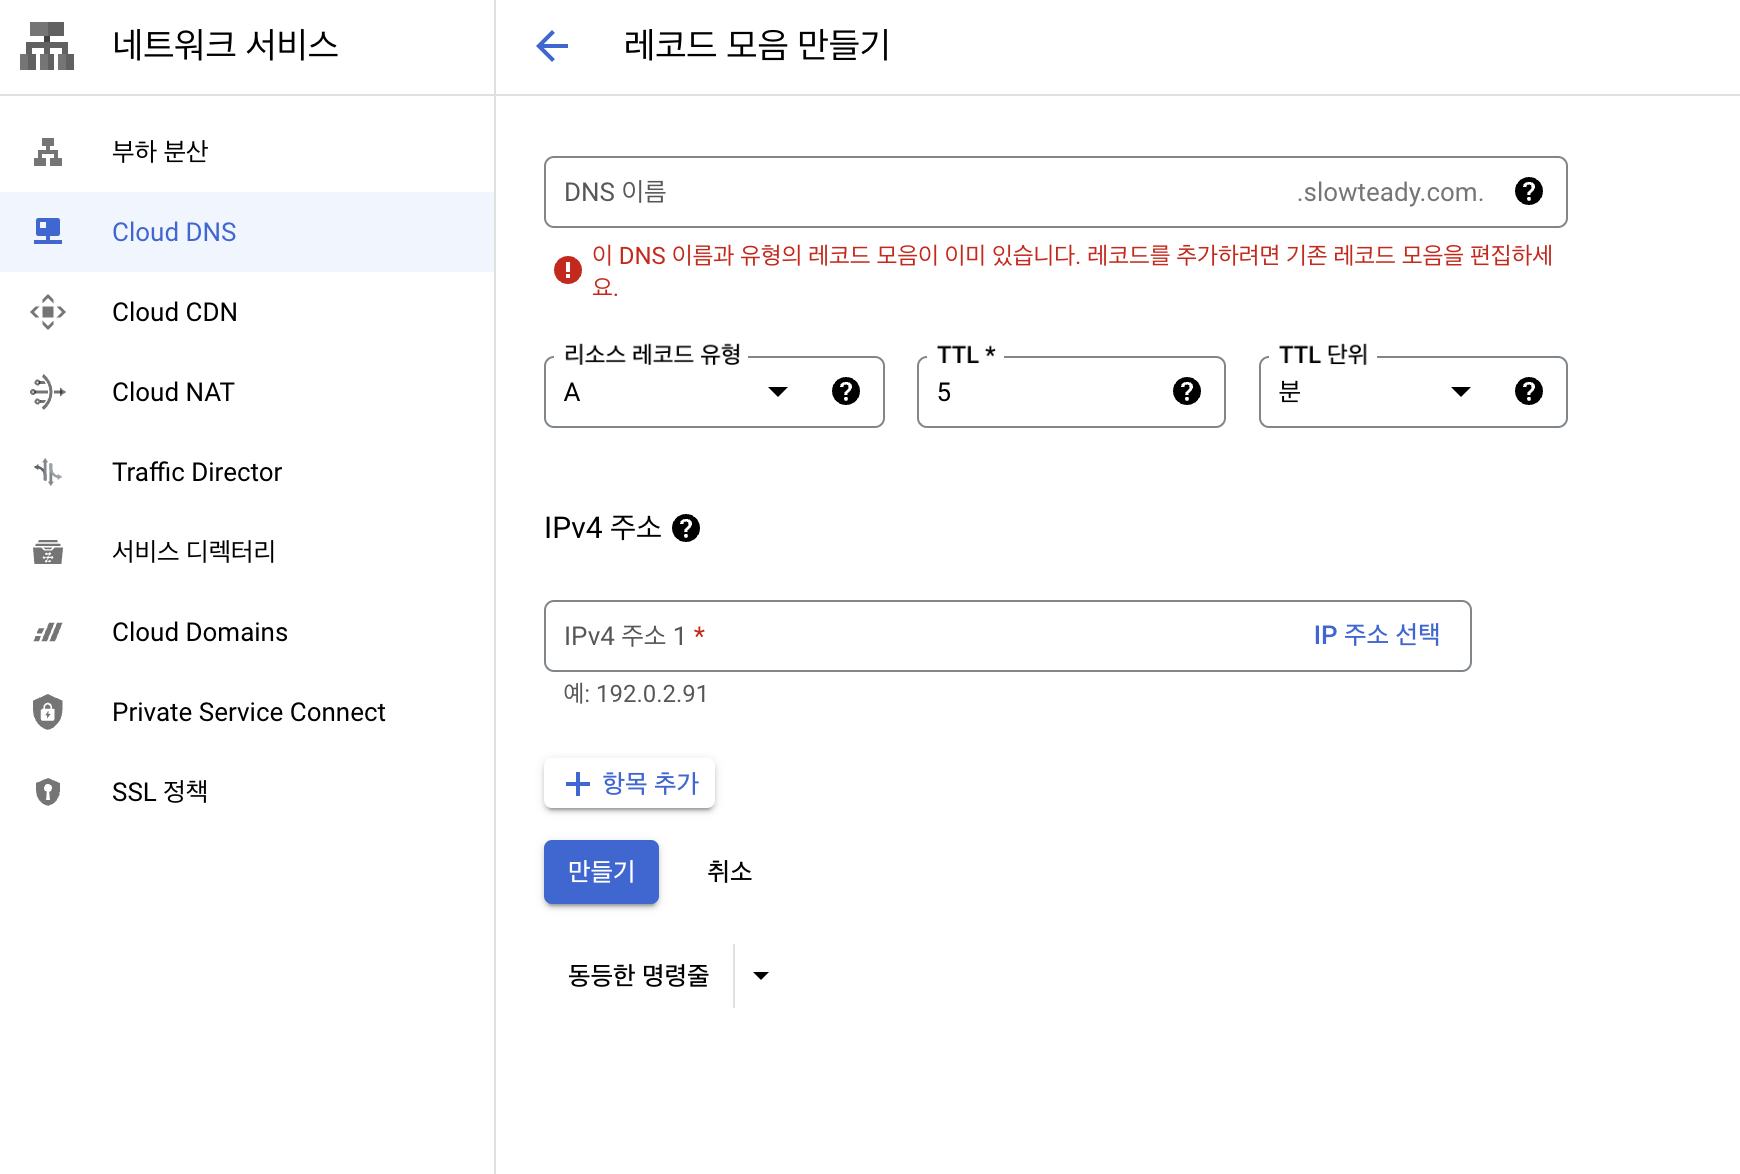 네트워크 서비스
레코드 모음 만들기
부하 분산
Cloud DNS
Cloud CDN
Cloud NAT
Traffic Director
서비스 디렉터리
Cloud Domains
Private Service Connect
SSL 정책
DNS 이름 .slowteady.com.
이 DNS 이름과 유형의 레코드 모음이 이미 있습니다. 레코드를 추가하려면 기존 레코드 모음을 편집하세
요.
리소스 레코드 유형 TTL * TTL 단위
A 5 분
IPv4 주소
IPv4 주소 1 * IP 주소 선택
예: 192.0.2.91
+ 항목 추가
만들기 취소
동등한 명령줄